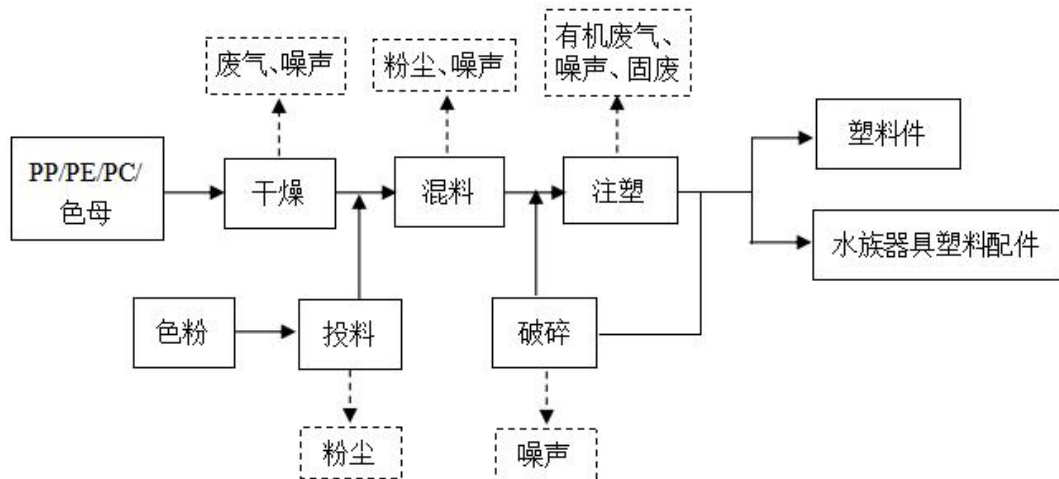 废气、噪声
粉尘、噪声
有机废气、
噪声、固废
塑料件
PP/PE/PC/
色母
干燥
混料
注塑
水族器具塑料配件
色粉
投料
破碎
粉尘
噪声